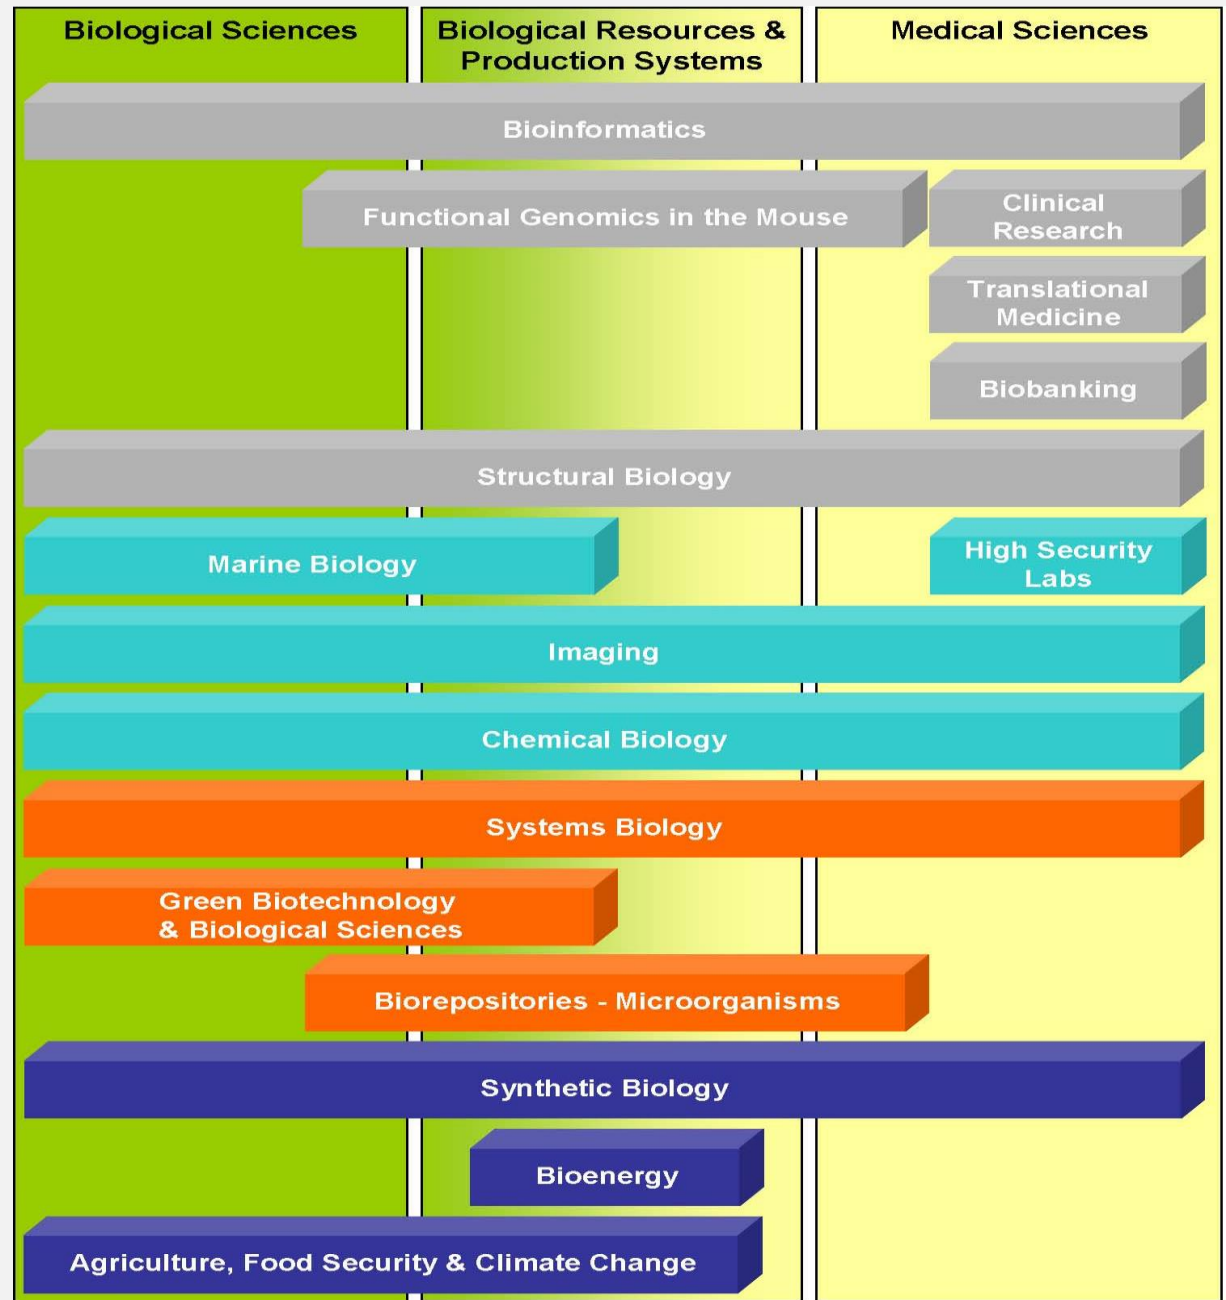 Biological Sciences
Biological Resources &
Production Systems
Medical Sciences
Bioinformatics
Functional Genomics in the Mouse
Clinical
Research
Translational
Medicine
Biobanking
Structural Biology
Marine Biology
High Security
Labs
Imaging
Chemical Biology
Systems Biology
Green Biotechnology
& Biological Sciences
Biorepositories - Microorganisms
Synthetic Biology
Bioenergy
Agriculture, Food Security & Climate Change